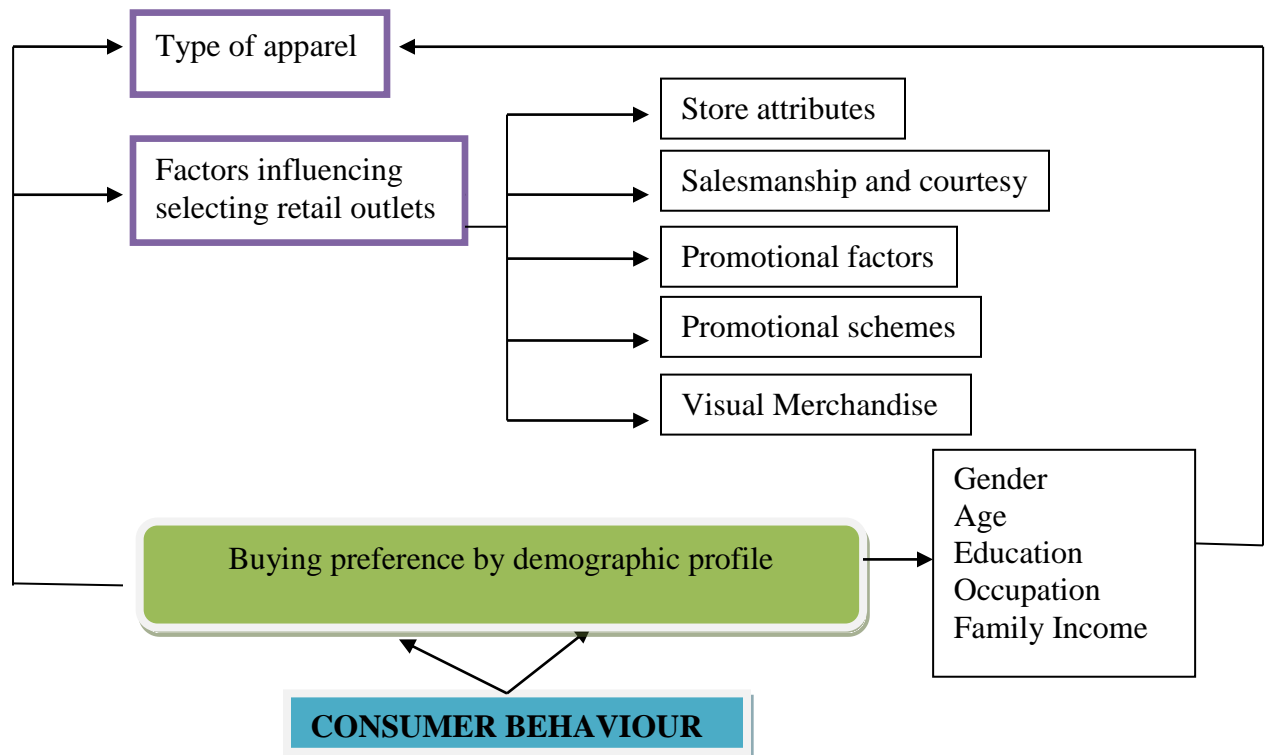 Type of apparel
Factors influencing
selecting retail outlets
Store attributes
Salesmanship and courtesy
Promotional factors
Promotional schemes
Visual Merchandise
Buying preference by demographic profile
Gender
Age
Education
Occupation
Family Income
CONSUMER BEHAVIOUR